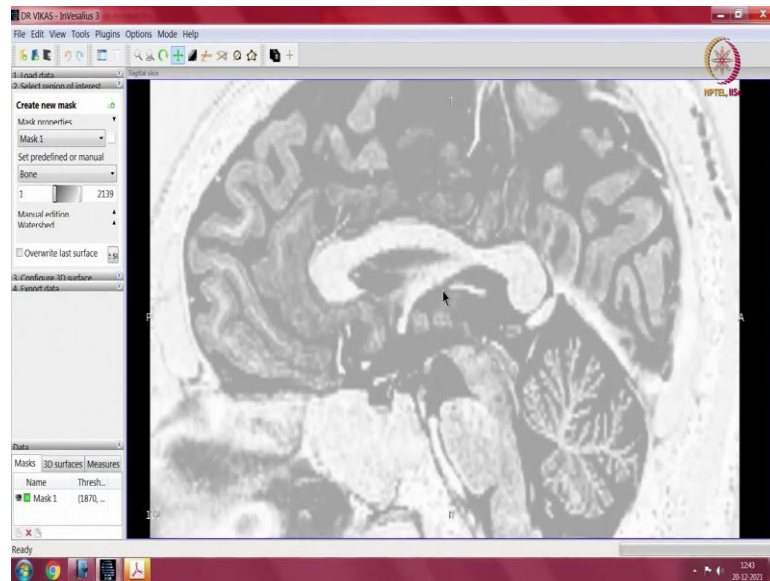 DR VIKAS - InVesalius 3
File Edit View Tools Plugins Options Mode Help
NPTEL, IISc
1. Load data
Sagital slice
2. Select region of interest
Create new mask
Mask properties
Mask 1
Set predefined or manual
Bone
1 2139
Manual edition
Watershed
Overwrite last surface
3. Configure 3D surface
4. Export data
T
P
A
Data
Masks 3D surfaces Measures
Name Thresh..
Mask 1 (1870, ..
Ready
12:43
20-12-2021